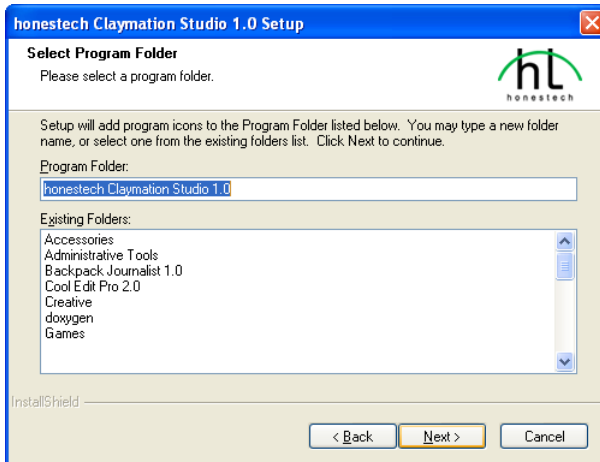 honestech Claymation Studio 1.0 Setup
Select Program Folder
Please select a program folder.
ht
honestech
Setup will add program icons to the Program Folder listed below. You may type a new folder
name, or select one from the existing folders list. Click Next to continue.
Program Folder:
honestech Claymation Studio 1.0
Existing Folders:
Accessories
Administrative Tools
Backpack Journalist 1.0
Cool Edit Pro 2.0
Creative
doxygen
Games
InstallShield
< Back
Next >
Cancel